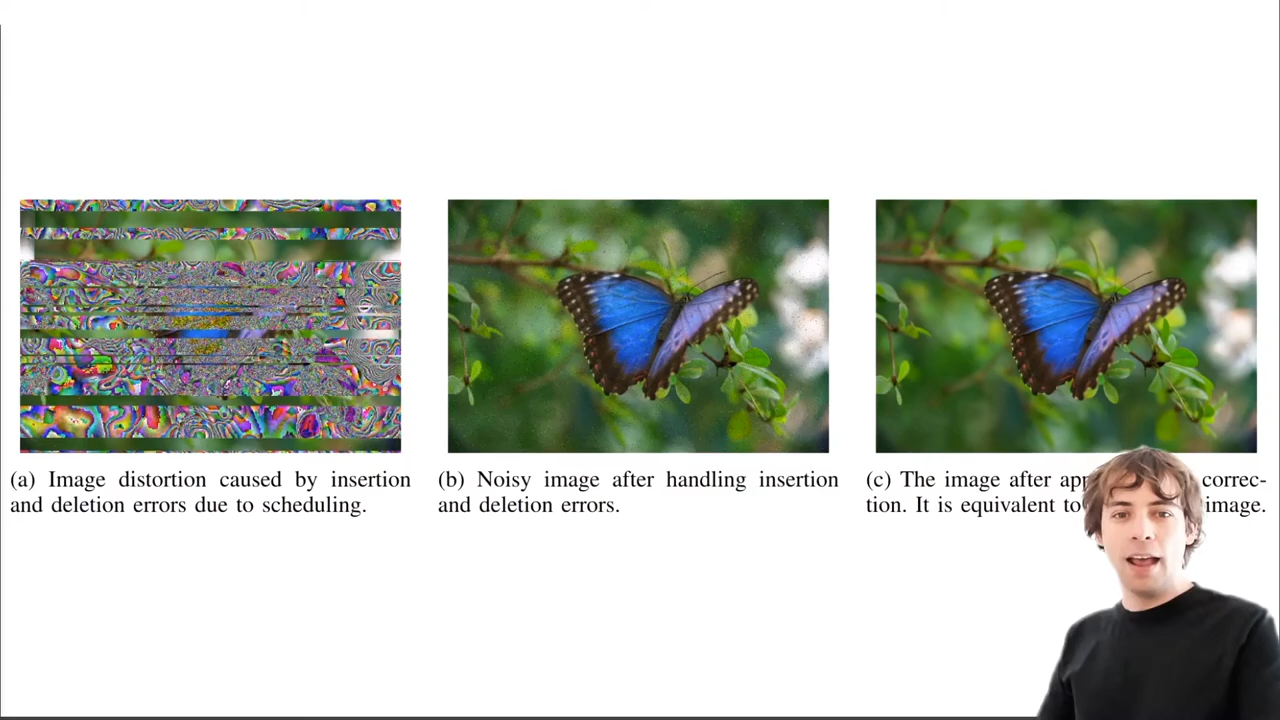 (a) Image distortion caused by insertion
and deletion errors due to scheduling.
(b) Noisy image after handling insertion
and deletion errors.
(c) The image after correc-
tion. It is equivalent to image.